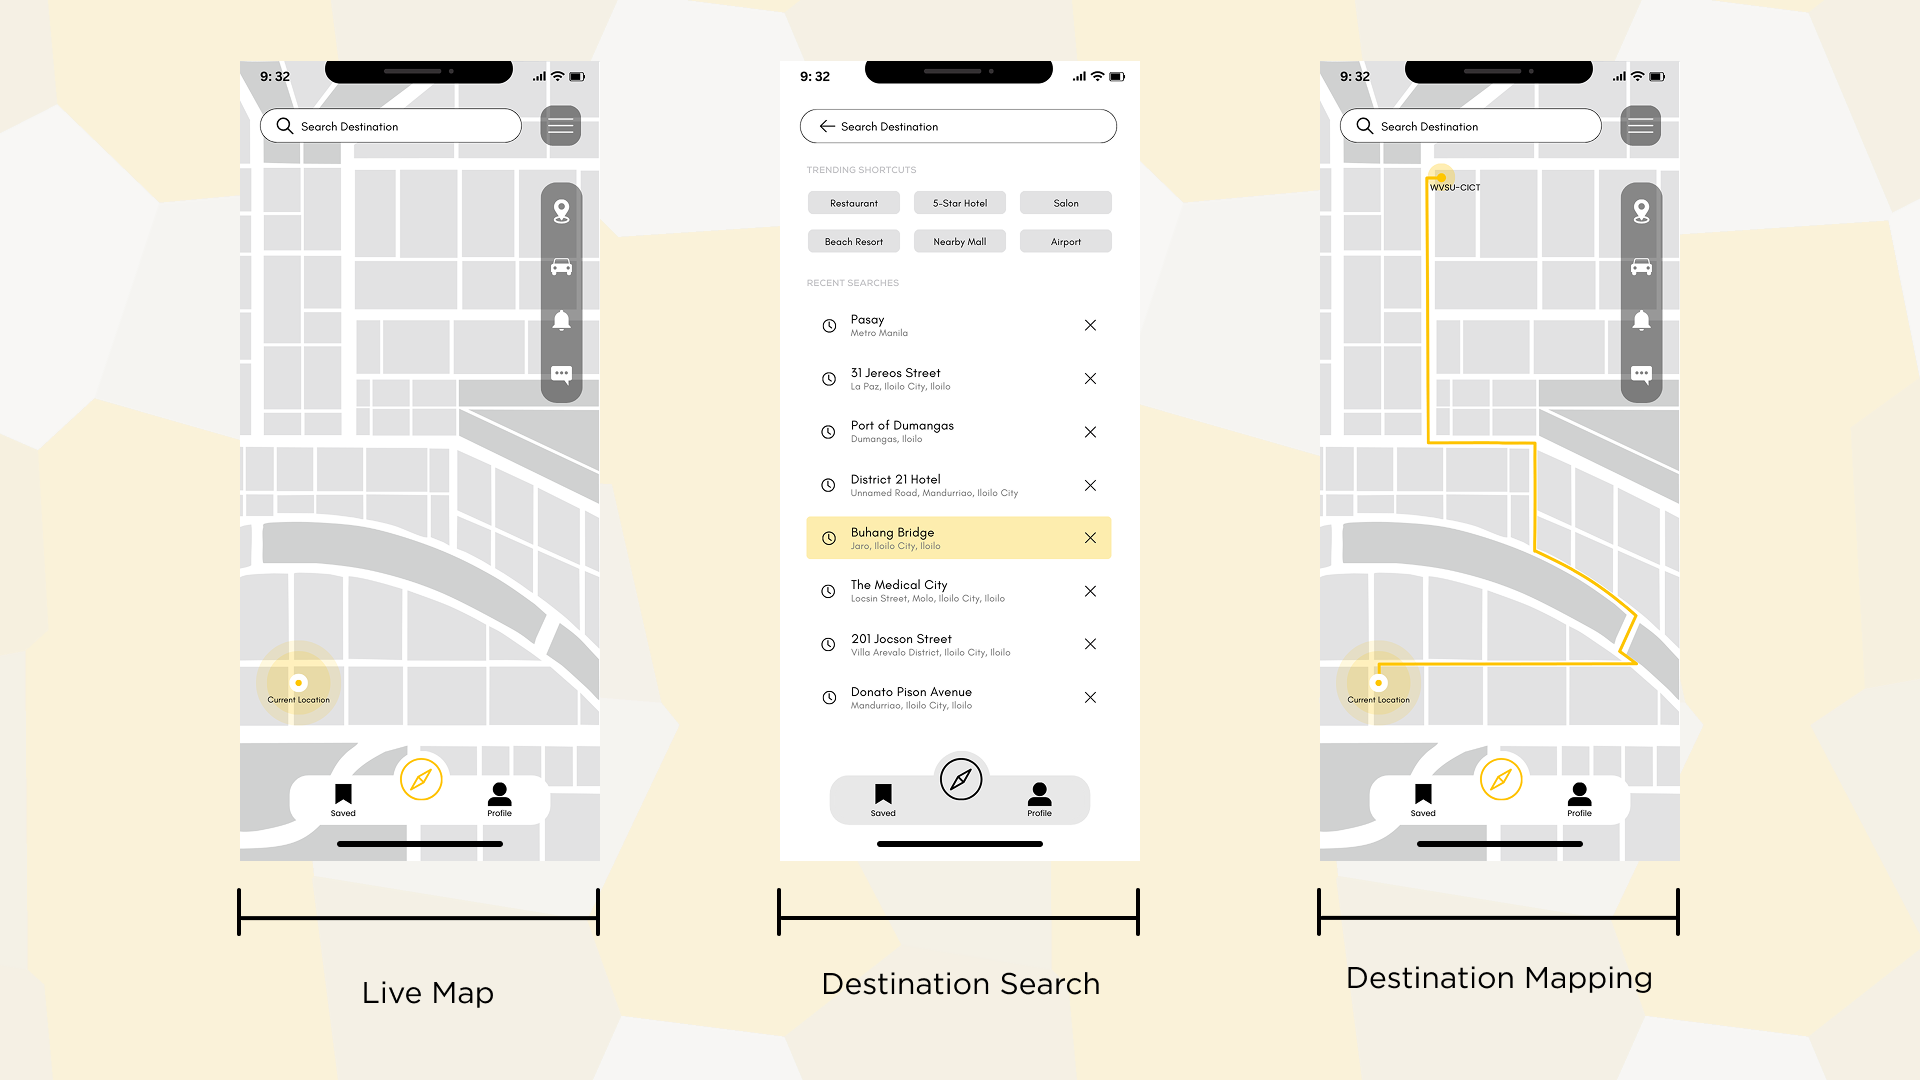 9: 32
Search Destination
Current Location
Saved
Profile
Live Map
9: 32
Search Destination
TRENDING SHORTCUTS
Restaurant
5-Star Hotel
Salon
Beach Resort
Nearby Mall
Airport
RECENT SEARCHES
Pasay
Metro Manila
31 Jereos Street
La Paz, Iloilo City, Iloilo
Port of Dumangas
Dumangas, Iloilo
District 21 Hotel
Unnamed Road, Mandurriao, Iloilo City
Buhang Bridge
Jaro, Iloilo City, Iloilo
The Medical City
Locsin Street, Molo, Iloilo City, Iloilo
201 Jocson Street
Villa Arevalo District, Iloilo City, Iloilo
Donato Pison Avenue
Mandurriao, Iloilo City, Iloilo
Saved
Profile
Destination Search
9: 32
Search Destination
WVSU-CICT
Current Location
Saved
Profile
Destination Mapping